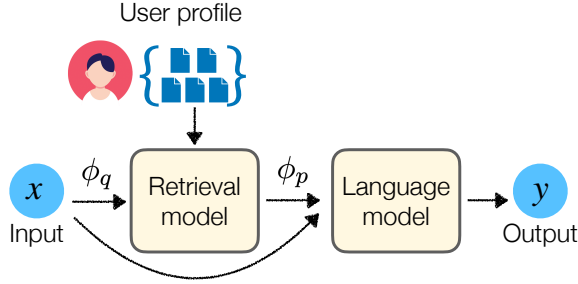 User profile
{ }
ϕq
ϕp
x
Retrieval
model
Language
model
y
Input
Output